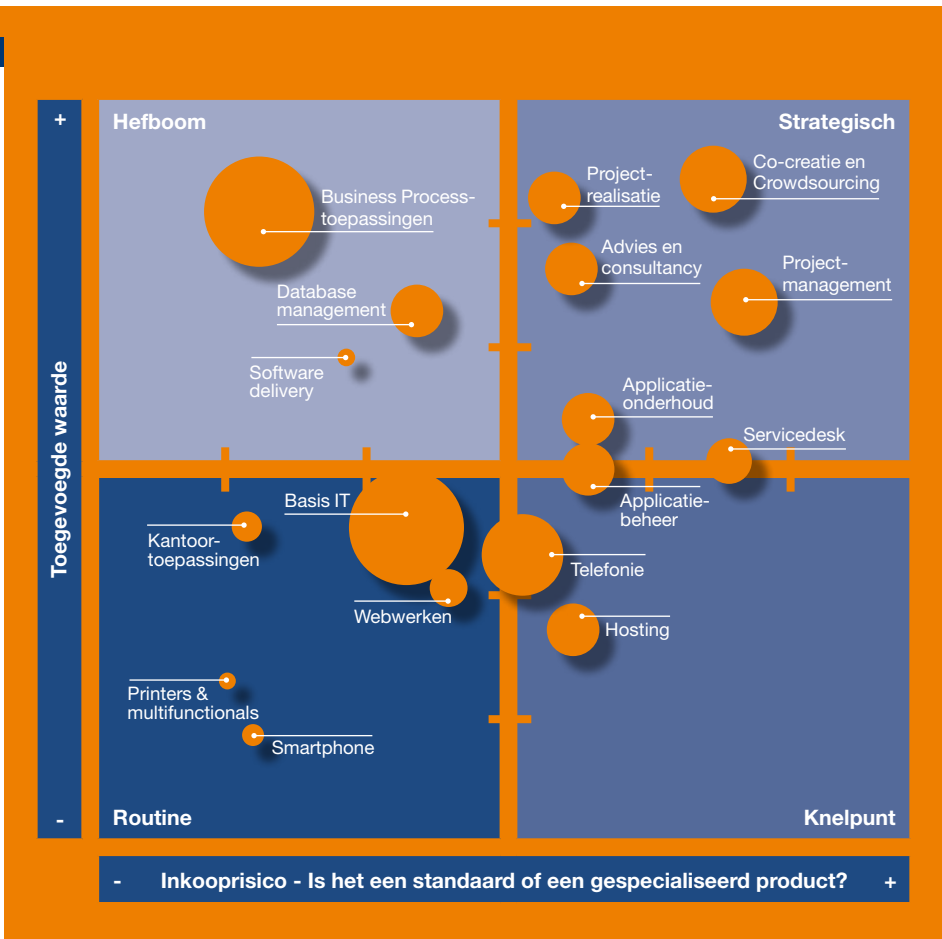 +
Toegevoegde waarde
-
Hefboom
Business Process-
toepassingen
Database
management
Software
delivery
Strategisch
Project-
realisatie
Co-creatie en
Crowdsourcing
Advies en
consultancy
Project-
management
Applicatie-
onderhoud
Servicedesk
Basis IT
Kantoor-
toepassingen
Webwerken
Printers &
multifunctionals
Smartphone
Routine
Applicatie-
beheer
Telefonie
Hosting
Knelpunt
- Inkooprisico - Is het een standaard of een gespecialiseerd product? +